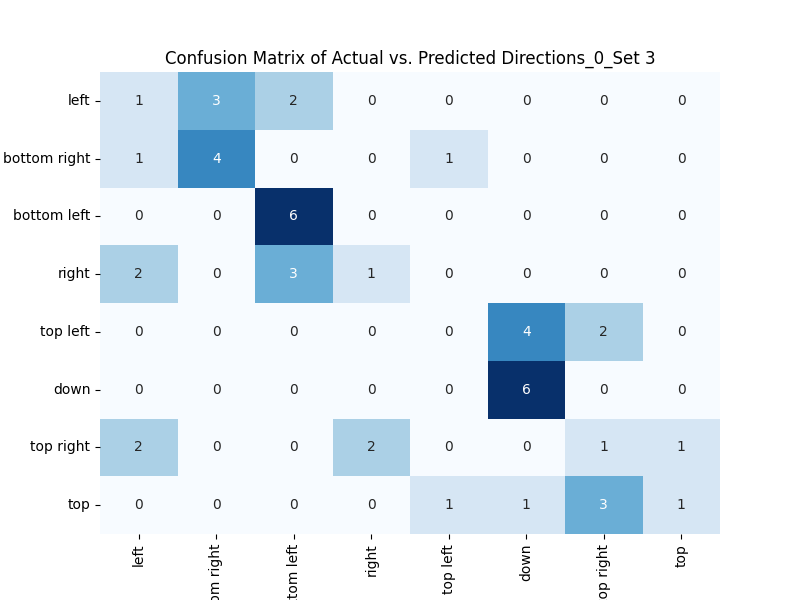 Confusion Matrix of Actual vs. Predicted Directions_0_Set 3
left 1 3 2 0 0 0 0 0
bottom right 1 4 0 0 1 0 0 0
bottom left 0 0 6 0 0 0 0 0
right 2 0 3 1 0 0 0 0
top left 0 0 0 0 0 4 2 0
down 0 0 0 0 0 6 0 0
top right 2 0 0 2 0 0 1 1
top 0 0 0 0 1 1 3 1
left
om right
tom left
right
top left
down
op right
top